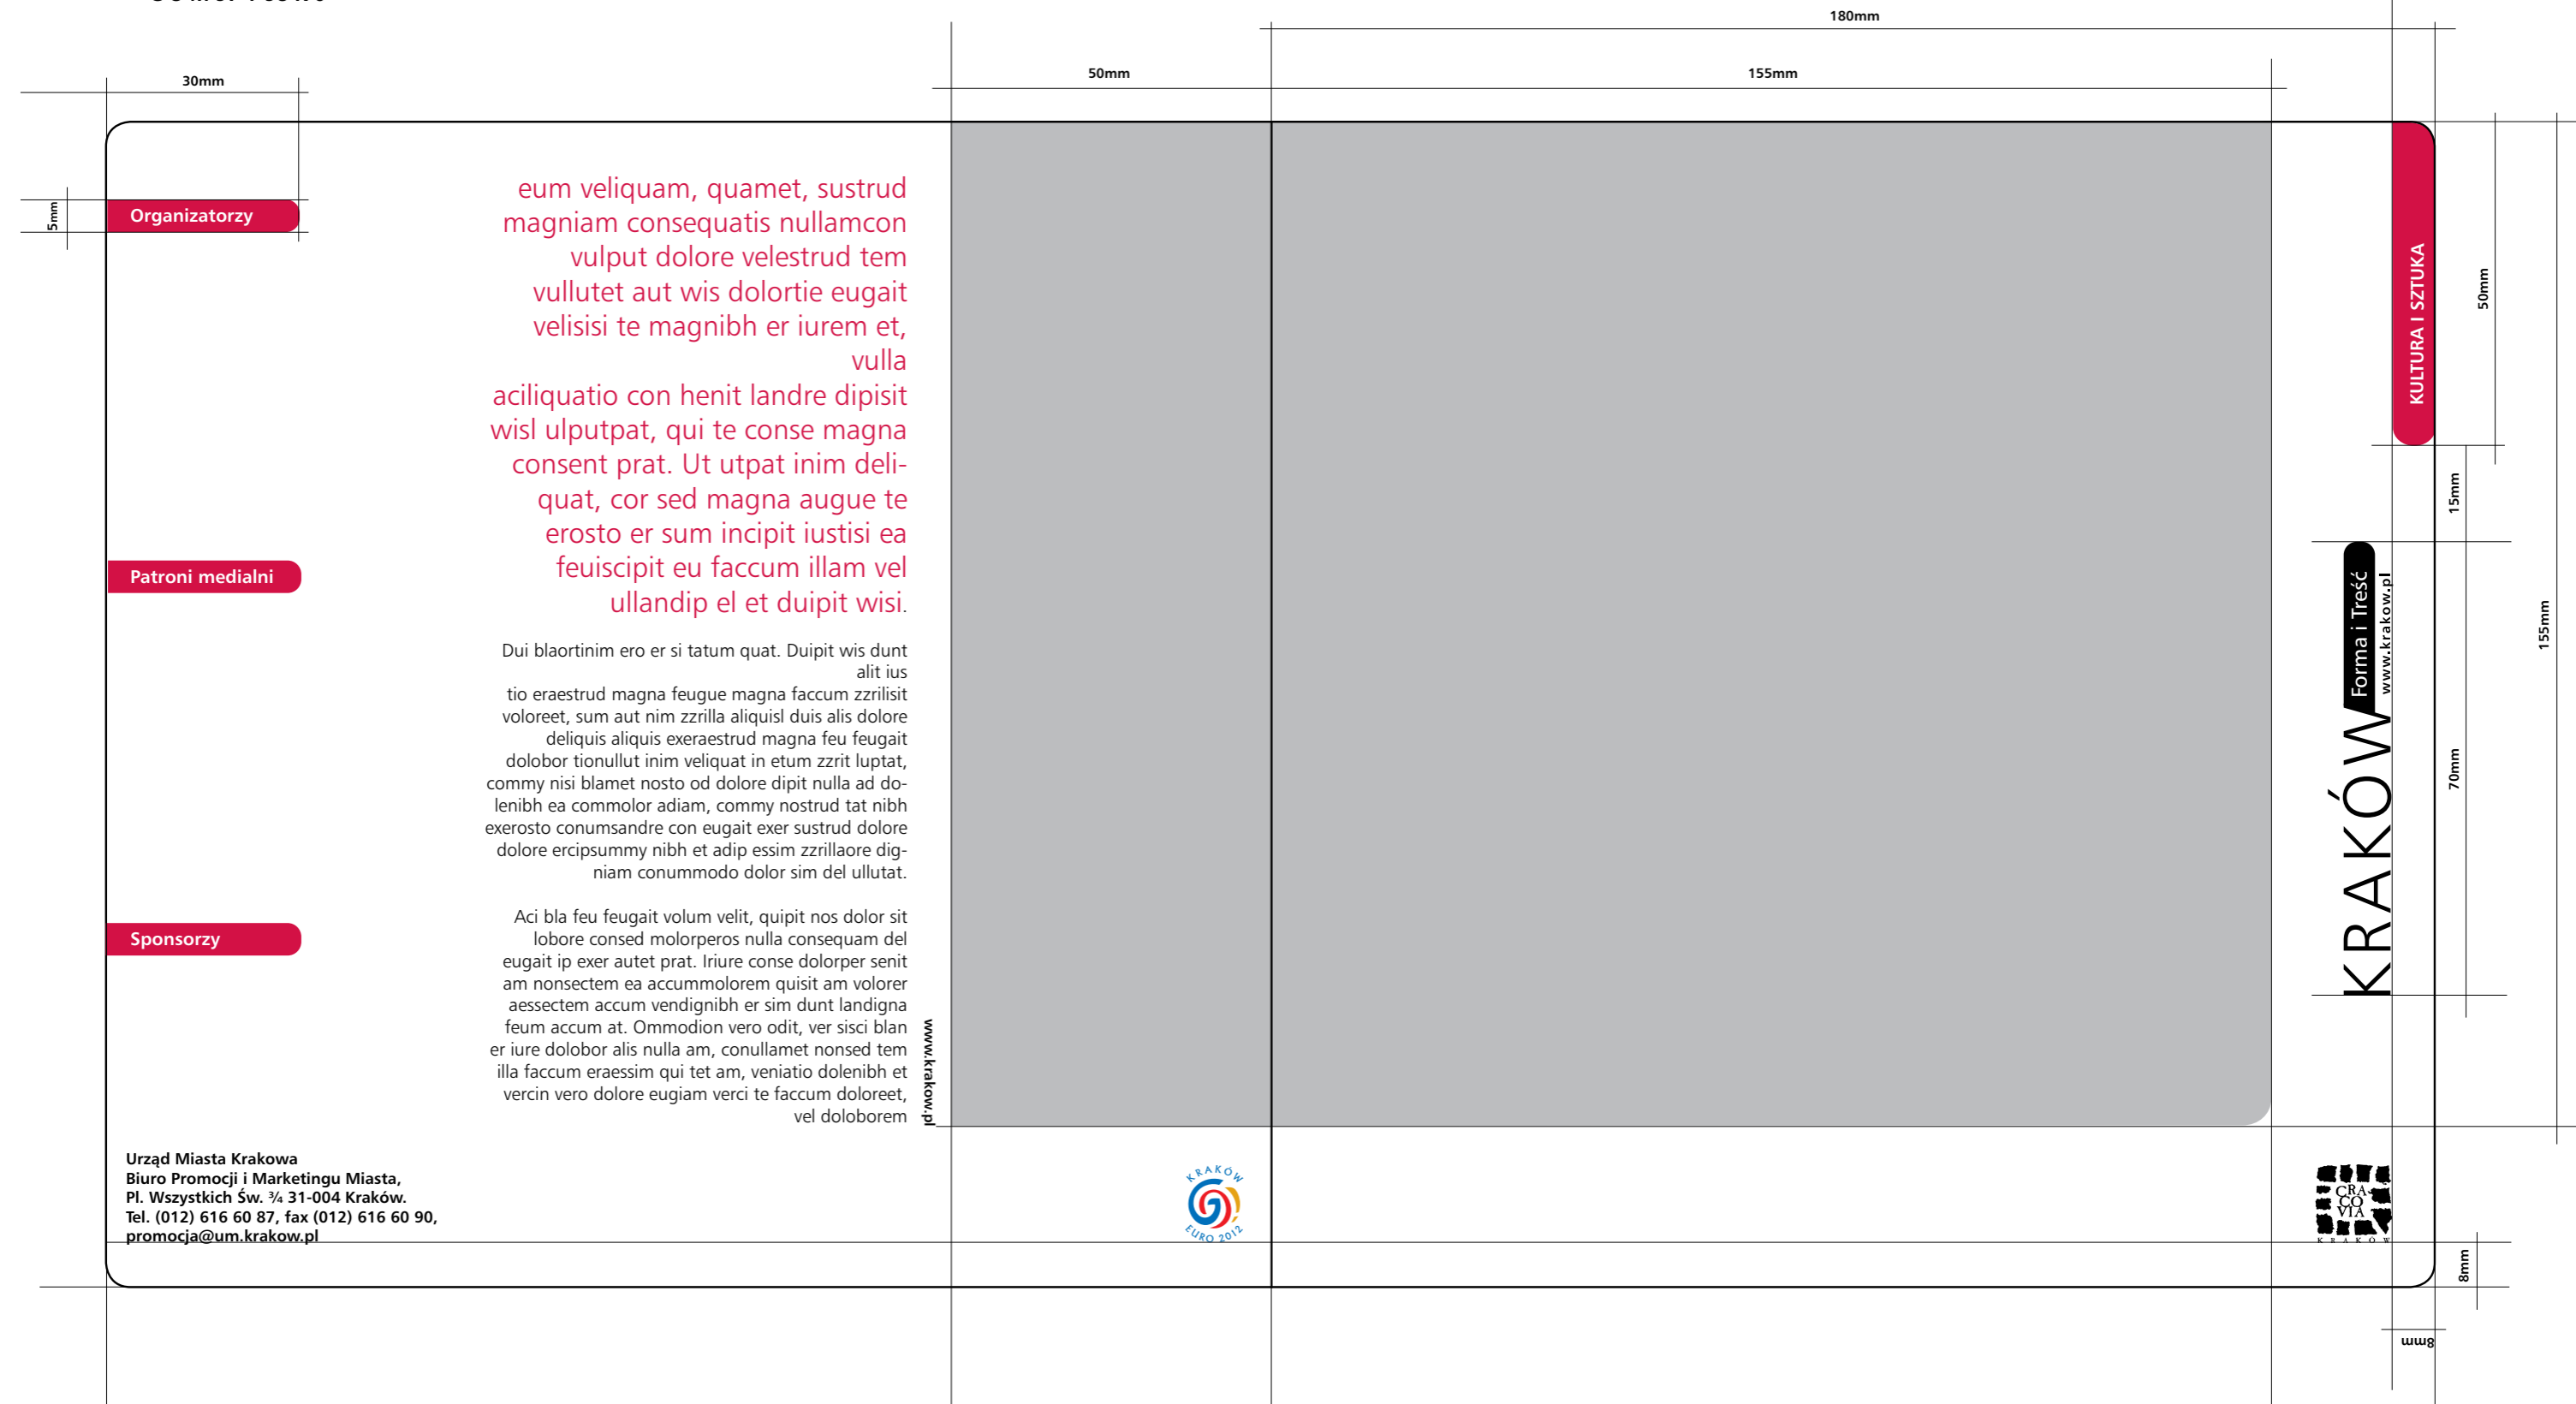 180mm
30mm
50mm
155mm
5mm
Organizatorzy
Patroni medialni
Sponsorzy
eum veliquam, quamet, sustrud
magniam consequatis nullamcon
vulput dolore velestrud tem
vullutet aut wis dolortie eugait
velisisi te magnibh er iurem et,
vulla
aciliquatio con henit landre dipisit
wisl ulputpat, qui te conse magna
consent prat. Ut utpat inim deli-
quat, cor sed magna augue te
erosto er sum incipit iustisi ea
feuiscipit eu faccum illam vel
ullandip el et duipit wisi.
Dui blaortinim ero er si tatum quat. Duipit wis dunt
alit ius
tio eraestrud magna feugue magna faccum zzrilisit
voloreet, sum aut nim zzrilla aliquisl duis alis dolore
deliquis aliquis exeraestrud magna feu feugait
dolobor tionullut inim veliquat in etum zzrit luptat,
commy nisi blamet nosto od dolore dipit nulla ad do-
lenibh ea commolor adiam, commy nostrud tat nibh
exerosto conumsandre con eugait exer sustrud dolore
dolore ercipsummy nibh et adip essim zzrillaore dig-
niam conummodo dolor sim del ullutat.
Aci bla feu feugait volum velit, quipit nos dolor sit
lobore consed molorperos nulla consequam del
eugait ip exer autet prat. Iriure conse dolorper senit
am nonsectem ea accummolorem quisit am volorer
aessectem accum vendignibh er sim dunt landigna
feum accum at. Ommodion vero odit, ver sisci blan
er iure dolobor alis nulla am, conullamet nonsed tem
illa faccum eraessim qui tet am, veniatio dolenibh et
vercin vero dolore eugiam verci te faccum doloreet,
vel doloborem
www.krakow.pl
Urząd Miasta Krakowa
Biuro Promocji i Marketingu Miasta,
Pl. Wszystkich Św. ¾ 31-004 Kraków.
Tel. (012) 616 60 87, fax (012) 616 60 90,
promocja@um.krakow.pl
KRAKÓW
EURO 2012
KULTURA I SZTUKA
50mm
15mm
155mm
70mm
Forma i Treść
www.krakow.pl
KRAKÓW
CRA
CO
VIA
KRAKÓW
8mm
8mm